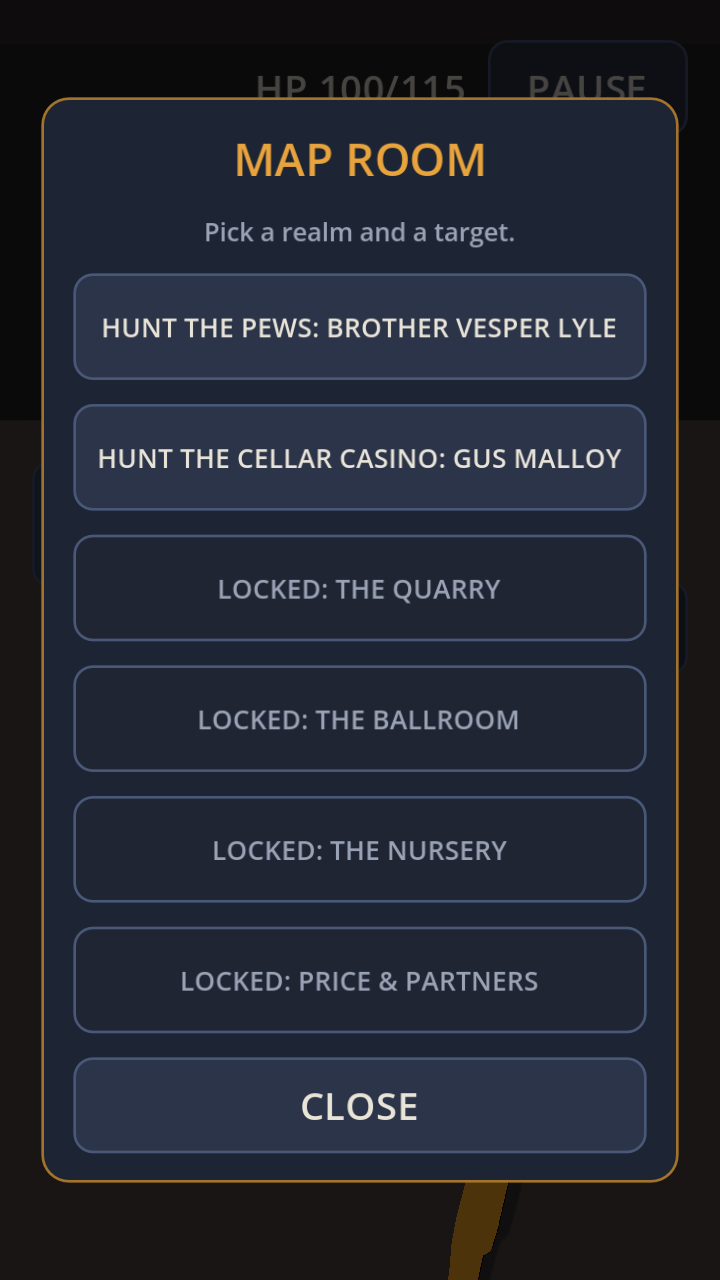 HP 100/115
PAUSE
MAP ROOM
Pick a realm and a target.
HUNT THE PEWS: BROTHER VESPER LYLE
HUNT THE CELLAR CASINO: GUS MALLOY
LOCKED: THE QUARRY
LOCKED: THE BALLROOM
LOCKED: THE NURSERY
LOCKED: PRICE & PARTNERS
CLOSE